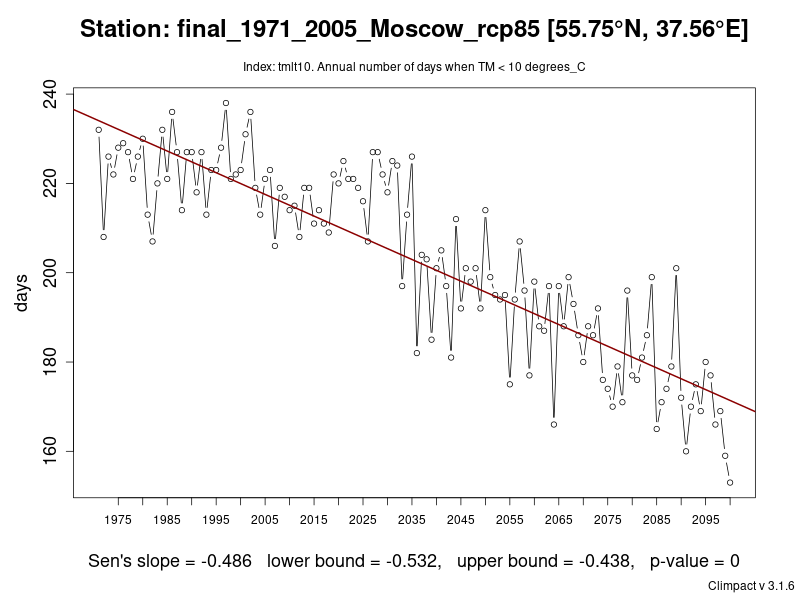 Station: final_1971_2005_Moscow_rcp85 [55.75°N, 37.56°E]
Index: tmlt10. Annual number of days when TM < 10 degrees_C
240
220
200
180
160
days
1975 1985 1995 2005 2015 2025 2035 2045 2055 2065 2075 2085 2095
Sen's slope = -0.486 lower bound = -0.532, upper bound = -0.438, p-value = 0
Climpact v 3.1.6